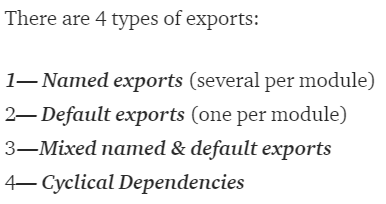 There are 4 types of exports:
1— Named exports (several per module)
2— Default exports (one per module)
3—Mixed named & default exports
4— Cyclical Dependencies